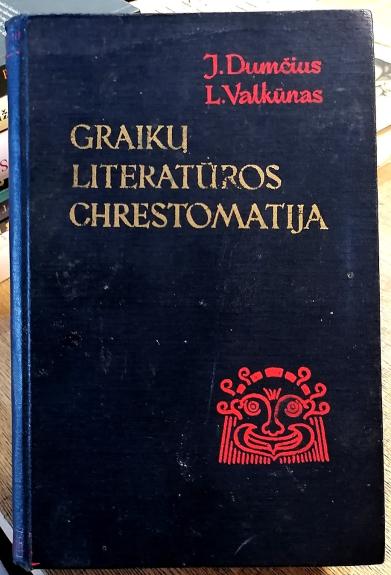 J. Dumčius
L. Valkūnas
GRAIKŲ
LITERATŪROS
CHRESTOMATIJA